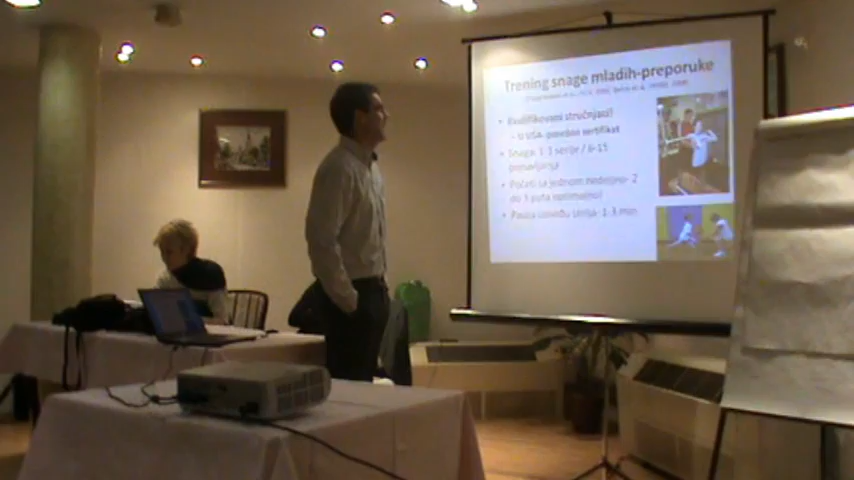 Trening snage mladih-preporuke
• Kvalifikovani stručnjaci!
– U USA- poseban sertifikat
• Snaga: 1-3 serije / 6-15
ponavljanja
• Početi sa jednom nedeljno- 2
do 3 puta optimalno!
• Pauza između serija- 1-3 min